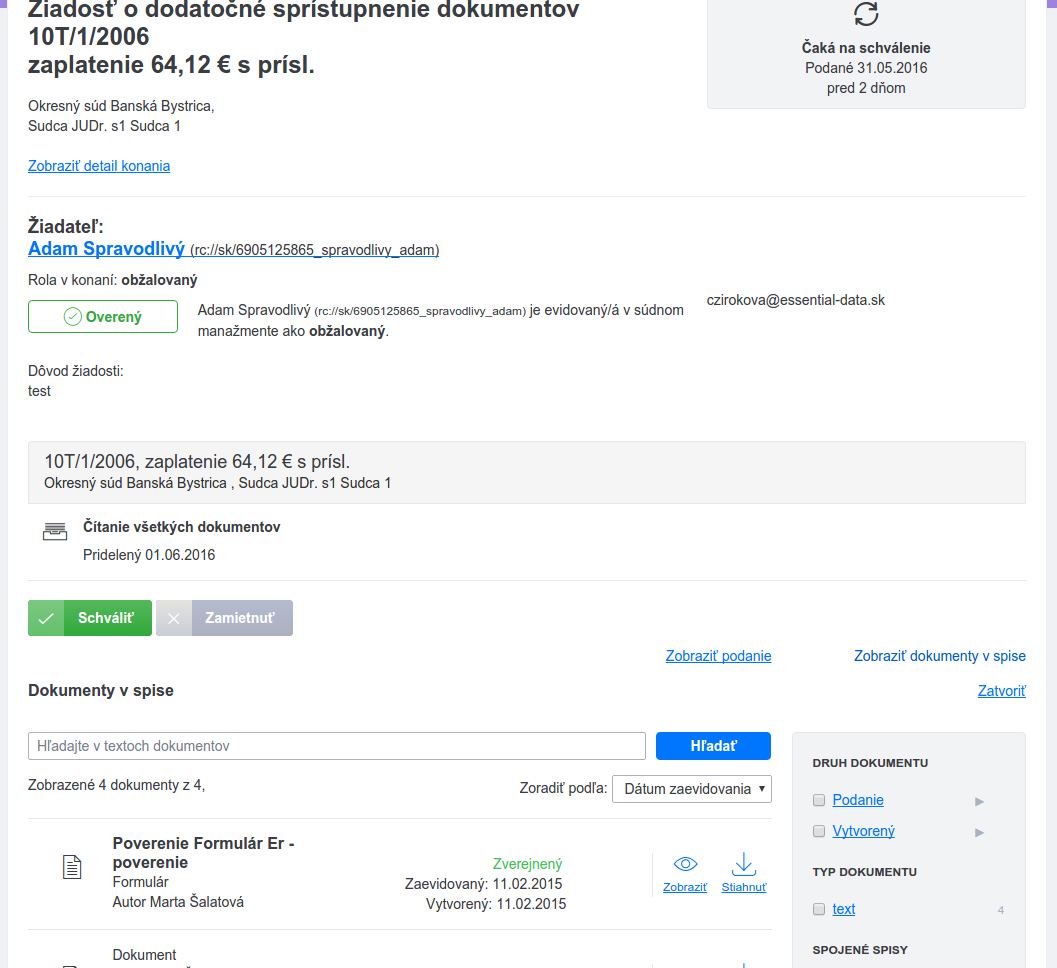 Žiadosť o dodatočné sprístupnenie dokumentov
10T/1/2006
zaplatenie 64,12 € s prísl.
Čaká na schválenie
Podané 31.05.2016
pred 2 dňom
Okresný súd Banská Bystrica,
Sudca JUDr. s1 Sudca 1
Zobraziť detail konania
Žiadateľ:
Adam Spravodlivý (rc://sk/6905125865_spravodlivy_adam)
Rola v konaní: obžalovaný
Overený
Adam Spravodlivý (rc://sk/6905125865_spravodlivy_adam) je evidovaný/á v súdnom
manažmente ako obžalovaný.
czirokova@essential-data.sk
Dôvod žiadosti:
test
10T/1/2006, zaplatenie 64,12 € s prísl.
Okresný súd Banská Bystrica , Sudca JUDr. s1 Sudca 1
Čítanie všetkých dokumentov
Pridelený 01.06.2016
Schváliť
Zamietnuť
Zobraziť podanie
Zobraziť dokumenty v spise
Dokumenty v spise
Zatvoriť
Hľadajte v textoch dokumentov
Hľadať
Zobrazené 4 dokumenty z 4,
Zoradiť podľa:
Dátum zaevidovania
Poverenie Formulár Er -
poverenie
Formulár
Autor Marta Šalatová
Zverejnený
Zaevidovaný: 11.02.2015
Vytvorený: 11.02.2015
Zobraziť
Stiahnuť
Dokument
DRUH DOKUMENTU
Podanie
Vytvorený
TYP DOKUMENTU
text
4
SPOJENÉ SPISY